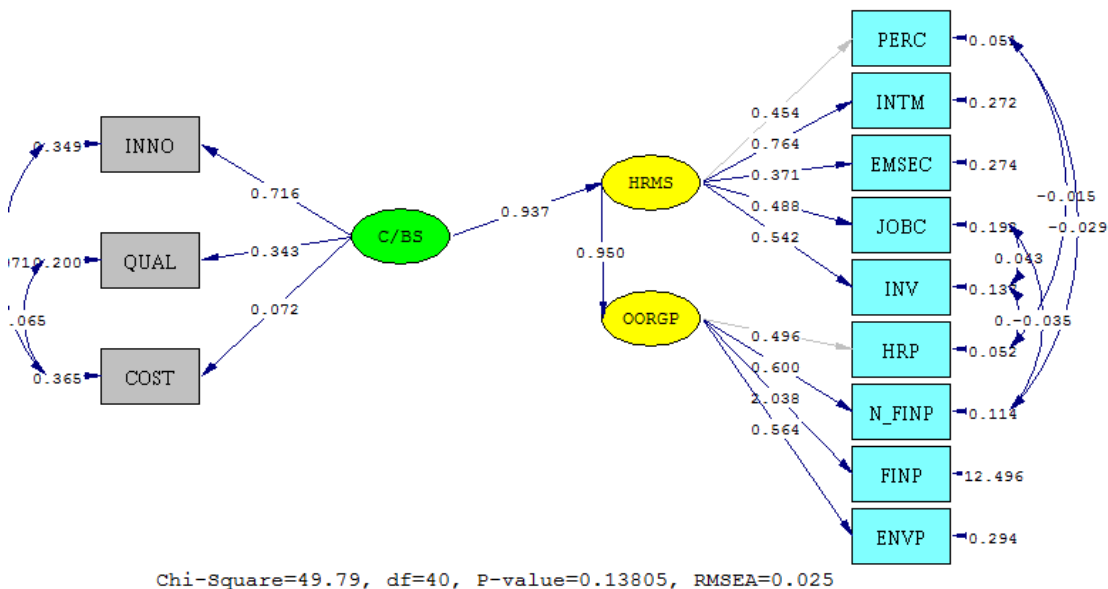 PERC
0.051
0.454
INTM
0.272
0.764
INNO
0.349
0.716
EMSEC
0.274
0.371
HRMS
0.937
-0.015
-0.029
JOBC
0.488
C/BS
0.343
0.542
0.043
QUAL
0.200
0.950
INV
0.072
.065
OORGP
0.496
-0.035
HRP
0.052
COST
0.365
0.600
2.038
N_FINP
0.114
0.564
FINP
12.496
ENVP
0.294
Chi-Square=49.79, df=40, P-value=0.13805, RMSEA=0.025